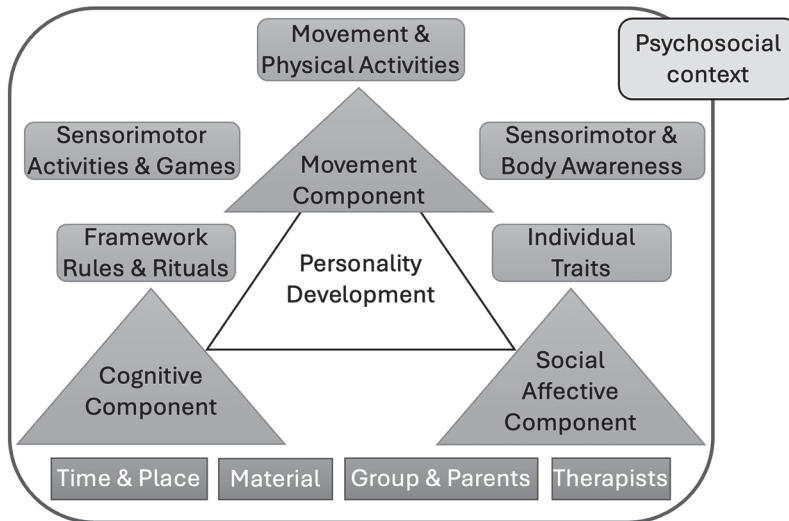 Movement &
Physical Activities
Psychosocial
context
Sensorimotor
Activities & Games
Sensorimotor &
Body Awareness
Movement
Component
Framework
Rules & Rituals
Individual
Traits
Personality
Development
Cognitive
Component
Social
Affective
Component
Time & Place
Material
Group & Parents
Therapists